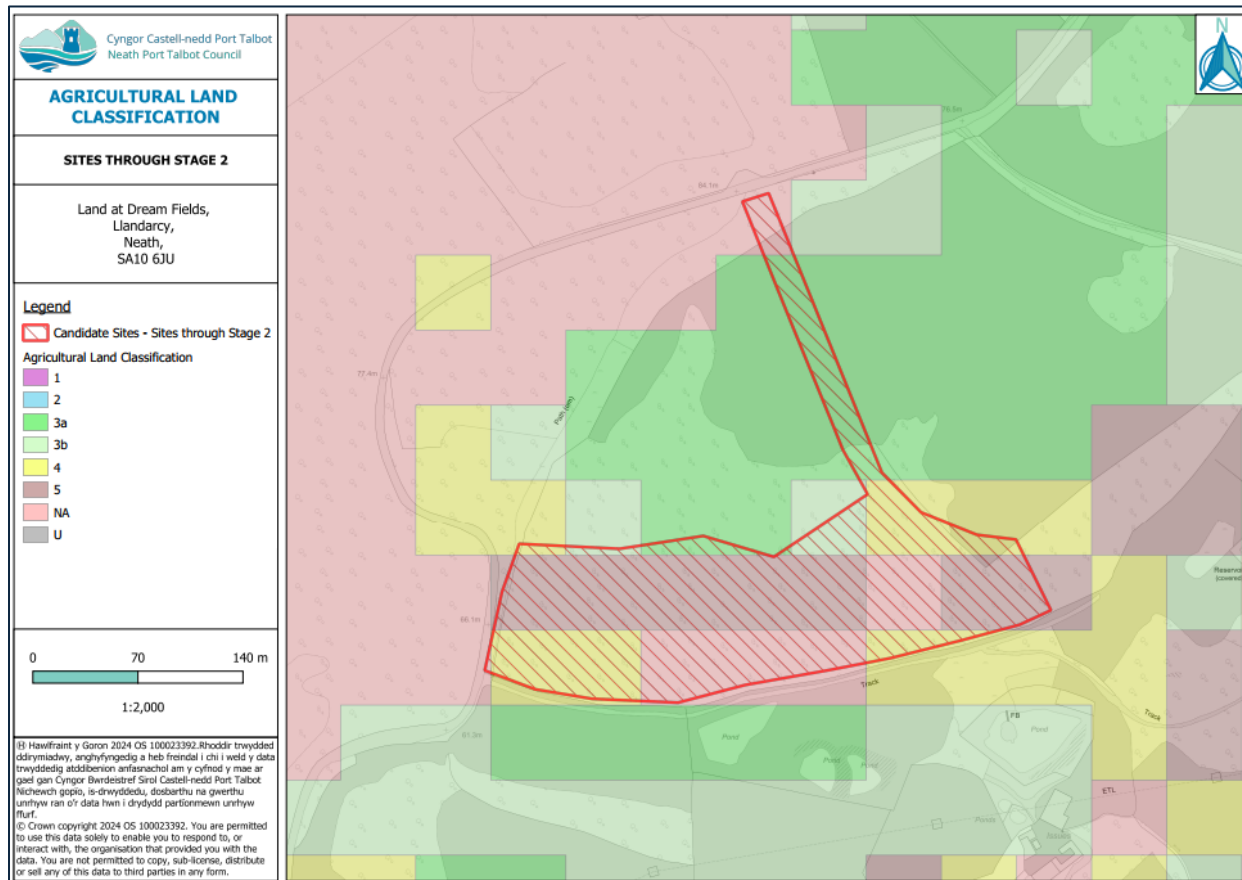 Cyngor Castell-nedd Port Talbot
Neath Port Talbot Council
AGRICULTURAL LAND
CLASSIFICATION
SITES THROUGH STAGE 2
Land at Dream Fields,
Llandarcy,
Neath,
SA10 6JU
Legend
Candidate Sites - Sites through Stage 2
Agricultural Land Classification
1
2
3a
3b
4
5
NA
U
0 70 140 m
1:2,000
Ⓗ Hawlfraint y Goron 2024 OS 100023392.Rhoddir trwydded
ddirymiadwy, anghyfyngedig a heb freindal i chi i weld y data
trwyddedig atddibenion anfasnachol am y cyfnod y mae ar
gael gan Cyngor Bwrdeistref Sirol Castell-nedd Port Talbot
Nichewch gopïo, is-drwyddedu, dosbarthu na gwerthu
unrhyw ran o'r data hwn i drydydd partïonmewn unrhyw
ffurf.
© Crown copyright 2024 OS 100023392. You are permitted
to use this data solely to enable you to respond to, or
interact with, the organisation that provided you with the
data. You are not permitted to copy, sub-license, distribute
or sell any of this data to third parties in any form.
N
76.5m
84.1m
77.4m
Path (um)
Reservoir
(covered)
66.1m
Track
Track
FB
61.3m
Pond
Pond
Pond
ETL
Ponds